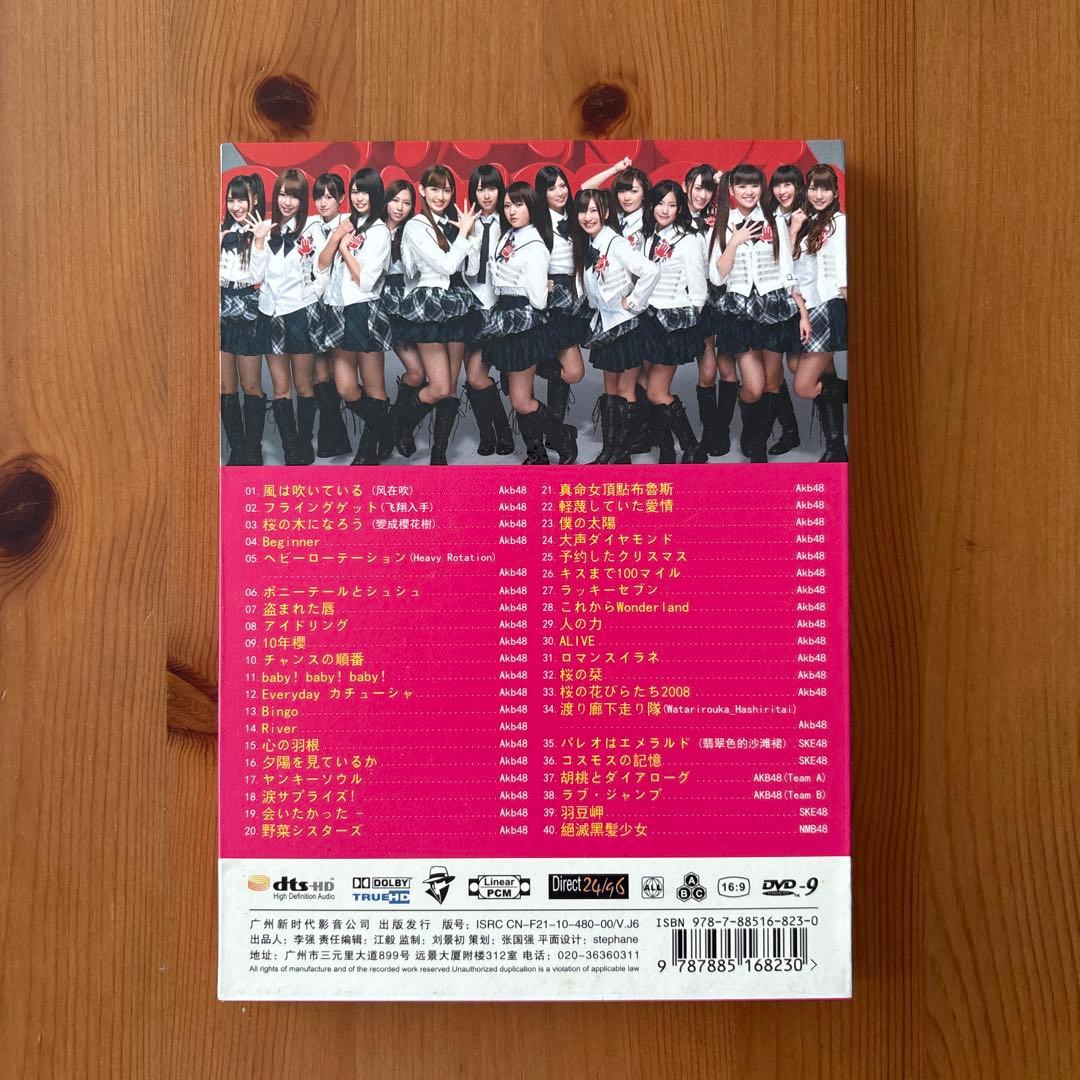 01. 風は吹いている (风在吹) Akb48
02. フライングゲット(飞翔入手) Akb48
03. 桜の木になろう (變成櫻花樹) Akb48
04. Beginner Akb48
05. ヘビーローテーション(Heavy Rotation)
Akb48
06. ポニーテールとシュシュ Akb48
07. 盗まれた唇 Akb48
08. アイドリング Akb48
09. 10年櫻 Akb48
10. チャンスの順番 Akb48
11. baby! baby! baby! Akb48
12. Everyday カチューシャ Akb48
13. Bingo Akb48
14. River Akb48
15. 心の羽根 Akb48
16. 夕陽を見ているか Akb48
17. ヤンキーソウル Akb48
18. 涙サプライズ! Akb48
19. 会いたかった – Akb48
20. 野菜シスターズ Akb48
21. 真命女頂點布魯斯 Akb48
22. 軽蔑していた愛情 Akb48
23. 僕の太陽 Akb48
24. 大声ダイヤモンド Akb48
25. 予约したクリスマス Akb48
26. キスまで100マイル Akb48
27. ラッキーセブン Akb48
28. これからWonderland Akb48
29. 人の力 Akb48
30. ALIVE Akb48
31. ロマンスイラネ Akb48
32. 桜の栞 Akb48
33. 桜の花びらたち2008 Akb48
34. 渡り廊下走り隊(Watarirouka_Hashiritai)
Akb48
35. パレオはエメラルド (翡翠色的沙滩裙) SKE48
36. コスモスの記憶 SKE48
37. 胡桃とダイアローグ AKB48(Team A)
38. ラブ・ジャンプ AKB48(Team B)
39. 羽豆岬 SKE48
40. 絕滅黑髪少女 NMB48
dts-HD
High Definition Audio
DOLBY
TRUEHD
Linear
PCM
Direct 24/96
ALL
A
B C
16:9
DVD-9
广州新时代影音公司 出版发行 版号：ISRC CN-F21-10-480-00/V.J6
出品人：李强 责任编辑：江毅 监制：刘景初 策划：张国强 平面设计：stephane
地址：广州市三元里大道899号 远景大厦附楼312室 电话：020-36360311
All rights of manufacture and of the recorded work reserved.Unauthorized duplication is a violation of applicable law
ISBN 978-7-88516-823-0
9 787885 168230 >